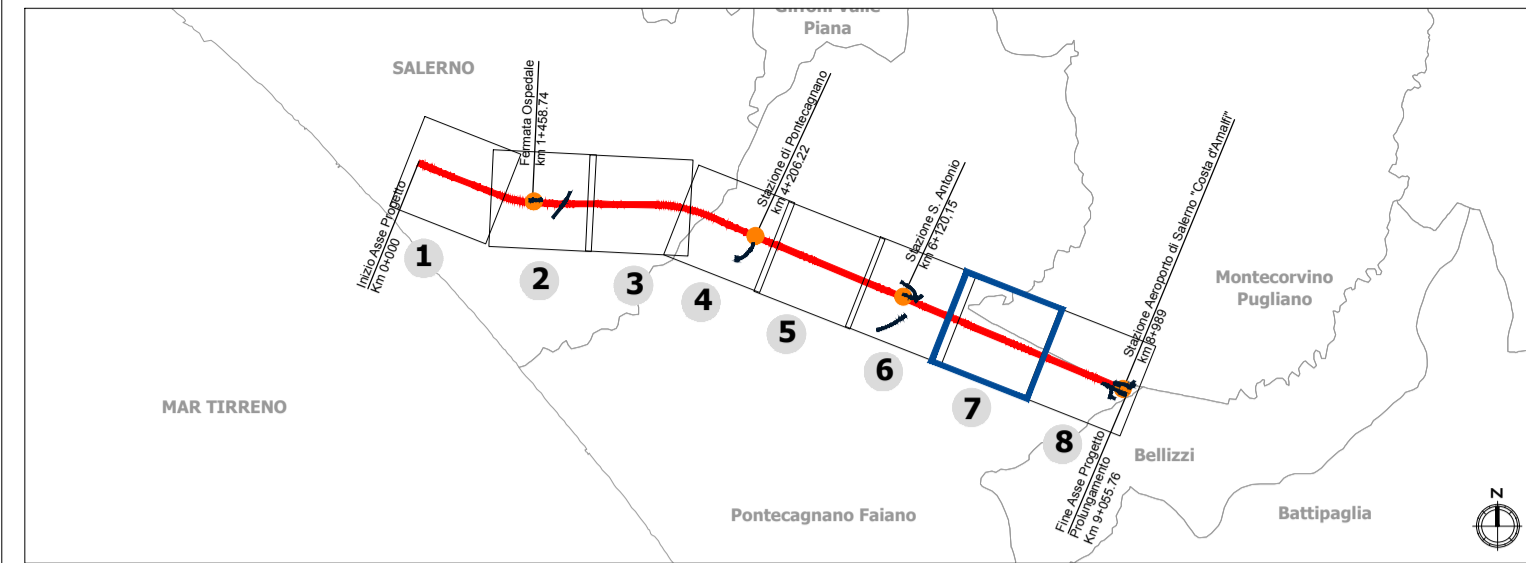 Piana
SALERNO
Fermata Ospedale
km 1+458.74
Stazione di Pontecagnano
km 4+206.22
Stazione S. Antonio
km 6+120,15
Stazione Aeroporto di Salerno "Costa d'Amalfi"
km 8+989
Inizio Asse Progetto
Km 0+000
Montecorvino
Pugliano
1
2
3
4
5
6
7
8
MAR TIRRENO
Fine Asse Progetto
Prolungamento
Km 9+055.76
Bellizzi
Pontecagnano Faiano
Battipaglia
N